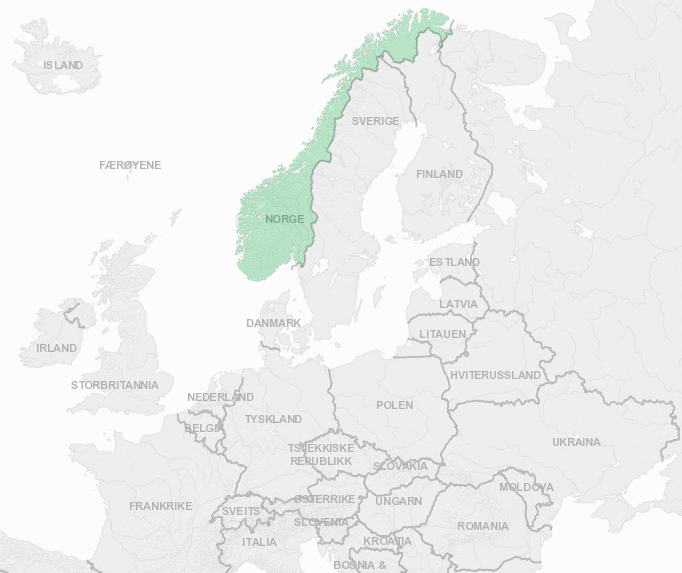 ISLAND
SVERIGE
FÆRØYENE
FINLAND
NORGE
ESTLAND
LATVIA
DANMARK
LITAUEN
IRLAND
HVITERUSSLAND
STORBRITANNIA
NEDERLAND
POLEN
TYSKLAND
BELGIA
UKRAINA
TSJEKKISKE
REPUBLIKK
SLOVAKIA
MOLDOVA
ØSTERRIKE
UNGARN
FRANKRIKE
SVEITS
SLOVENIA
ROMANIA
ITALIA
KROATIA
BOSNIA &